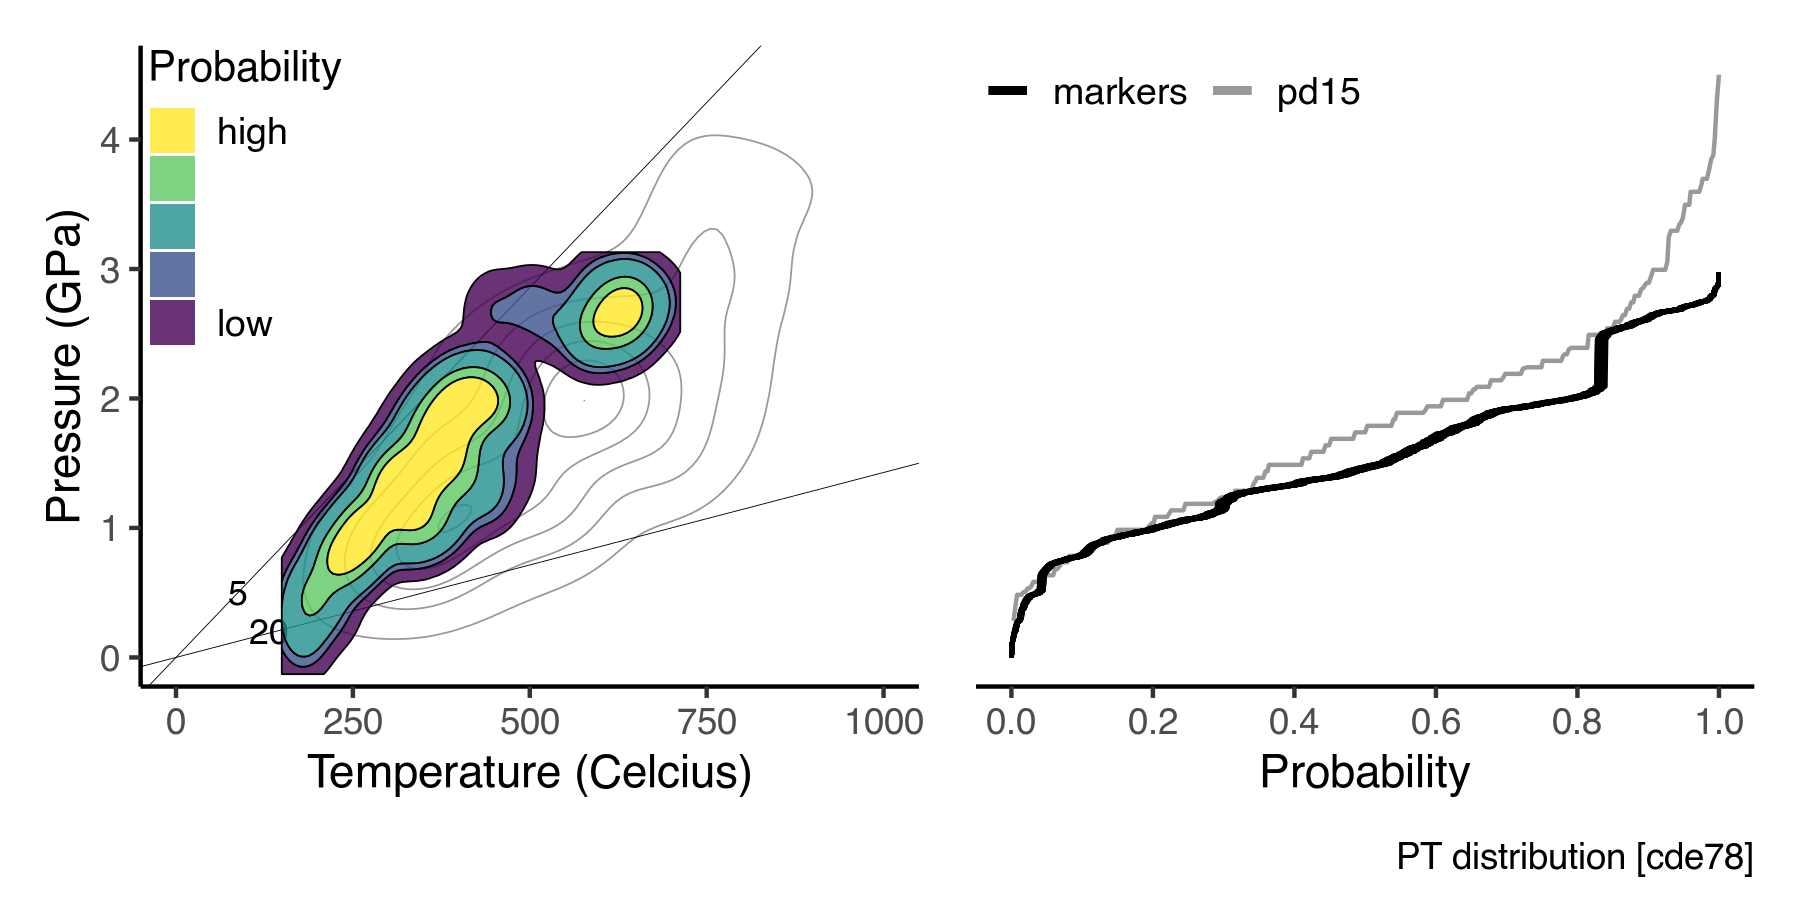 Probability
high
low
4
3
2
1
0
Pressure (GPa)
5
20
0 250 500 750 1000
Temperature (Celcius)
markers pd15
0.0 0.2 0.4 0.6 0.8 1.0
Probability
PT distribution [cde78]